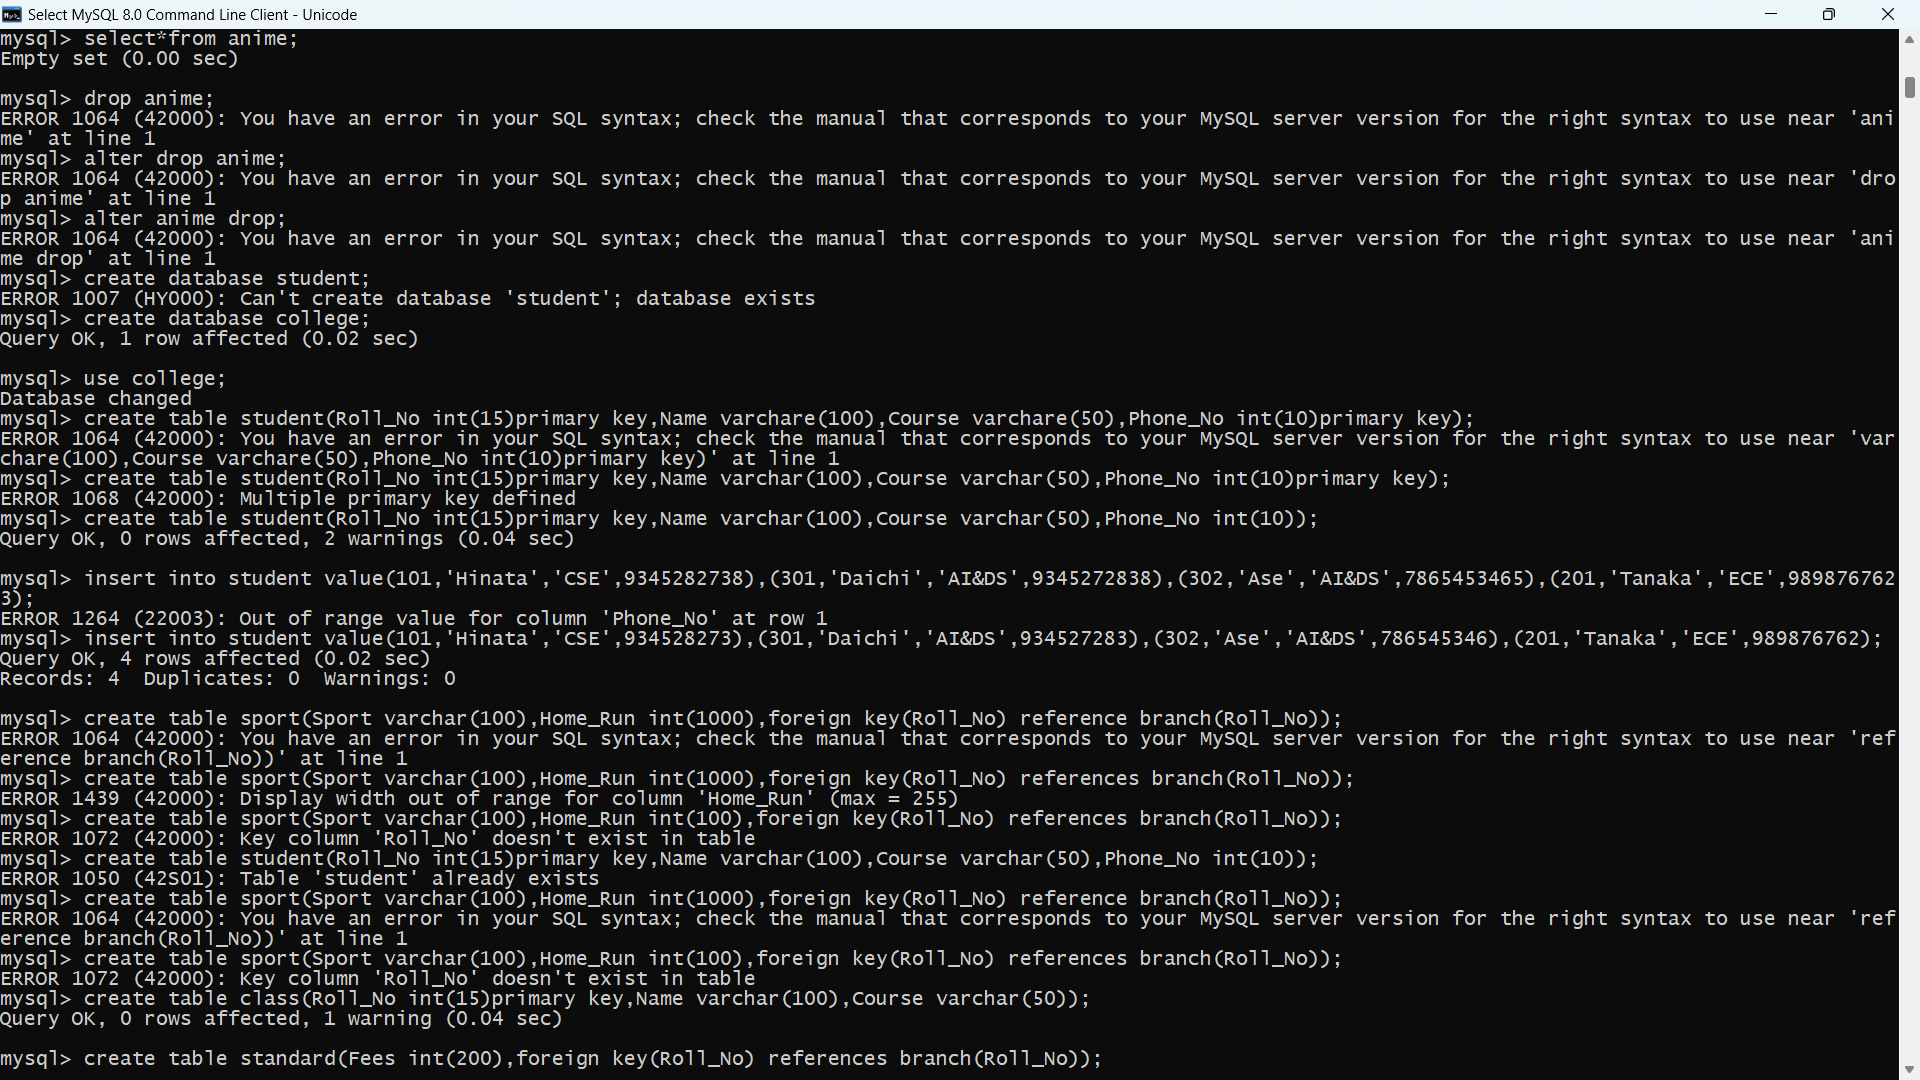 Select MySQL 8.0 Command Line Client - Unicode
mysql> select*from anime;
Empty set (0.00 sec)
mysql> drop anime;
ERROR 1064 (42000): You have an error in your SQL syntax; check the manual that corresponds to your MySQL server version for the right syntax to use near 'ani
me' at line 1
mysql> alter drop anime;
ERROR 1064 (42000): You have an error in your SQL syntax; check the manual that corresponds to your MySQL server version for the right syntax to use near 'dro
p anime' at line 1
mysql> alter anime drop;
ERROR 1064 (42000): You have an error in your SQL syntax; check the manual that corresponds to your MySQL server version for the right syntax to use near 'ani
me drop' at line 1
mysql> create database student;
ERROR 1007 (HY000): Can't create database 'student'; database exists
mysql> create database college;
Query OK, 1 row affected (0.02 sec)
mysql> use college;
Database changed
mysql> create table student(Roll_No int(15)primary key,Name varchare(100),Course varchare(50),Phone_No int(10)primary key);
ERROR 1064 (42000): You have an error in your SQL syntax; check the manual that corresponds to your MySQL server version for the right syntax to use near 'var
chare(100),Course varchare(50),Phone_No int(10)primary key)' at line 1
mysql> create table student(Roll_No int(15)primary key,Name varchar(100),Course varchar(50),Phone_No int(10)primary key);
ERROR 1068 (42000): Multiple primary key defined
mysql> create table student(Roll_No int(15)primary key,Name varchar(100),Course varchar(50),Phone_No int(10));
Query OK, 0 rows affected, 2 warnings (0.04 sec)
mysql> insert into student value(101,'Hinata','CSE',9345282738),(301,'Daichi','AI&DS',9345272838),(302,'Ase','AI&DS',7865453465),(201,'Tanaka','ECE',989876762
3);
ERROR 1264 (22003): Out of range value for column 'Phone_No' at row 1
mysql> insert into student value(101,'Hinata','CSE',934528273),(301,'Daichi','AI&DS',934527283),(302,'Ase','AI&DS',786545346),(201,'Tanaka','ECE',989876762);
Query OK, 4 rows affected (0.02 sec)
Records: 4  Duplicates: 0  Warnings: 0
mysql> create table sport(Sport varchar(100),Home_Run int(1000),foreign key(Roll_No) reference branch(Roll_No));
ERROR 1064 (42000): You have an error in your SQL syntax; check the manual that corresponds to your MySQL server version for the right syntax to use near 'ref
erence branch(Roll_No))' at line 1
mysql> create table sport(Sport varchar(100),Home_Run int(1000),foreign key(Roll_No) references branch(Roll_No));
ERROR 1439 (42000): Display width out of range for column 'Home_Run' (max = 255)
mysql> create table sport(Sport varchar(100),Home_Run int(100),foreign key(Roll_No) references branch(Roll_No));
ERROR 1072 (42000): Key column 'Roll_No' doesn't exist in table
mysql> create table student(Roll_No int(15)primary key,Name varchar(100),Course varchar(50),Phone_No int(10));
ERROR 1050 (42S01): Table 'student' already exists
mysql> create table sport(Sport varchar(100),Home_Run int(1000),foreign key(Roll_No) reference branch(Roll_No));
ERROR 1064 (42000): You have an error in your SQL syntax; check the manual that corresponds to your MySQL server version for the right syntax to use near 'ref
erence branch(Roll_No))' at line 1
mysql> create table sport(Sport varchar(100),Home_Run int(100),foreign key(Roll_No) references branch(Roll_No));
ERROR 1072 (42000): Key column 'Roll_No' doesn't exist in table
mysql> create table class(Roll_No int(15)primary key,Name varchar(100),Course varchar(50));
Query OK, 0 rows affected, 1 warning (0.04 sec)
mysql> create table standard(Fees int(200),foreign key(Roll_No) references branch(Roll_No));